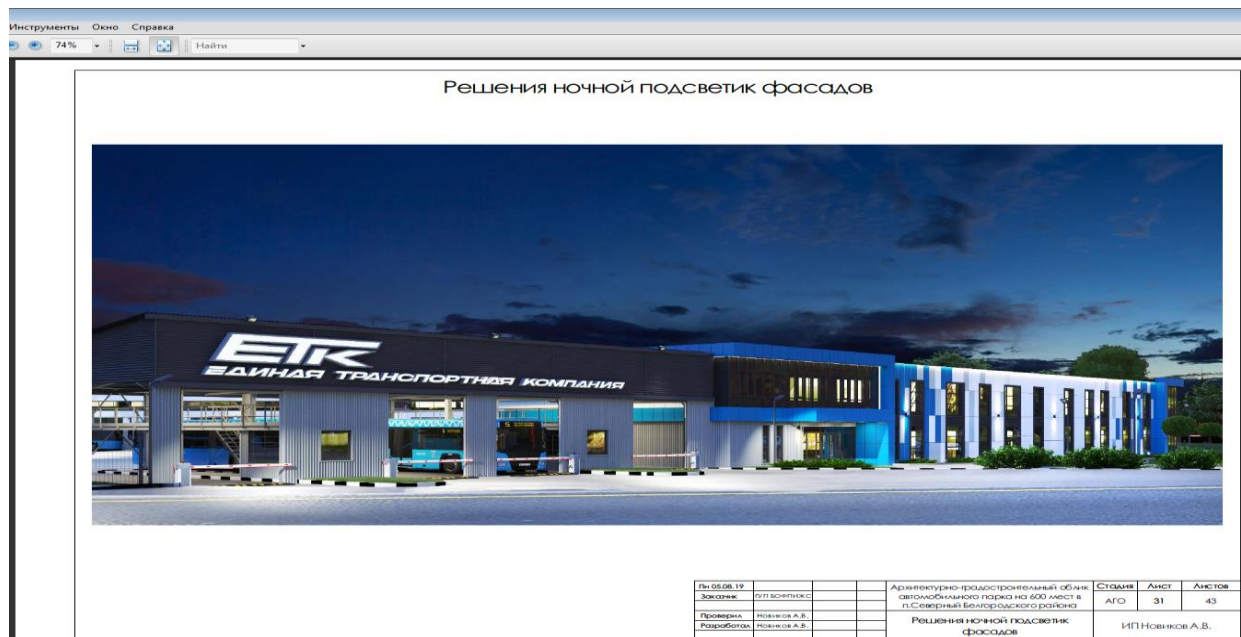 Инструменты Окно Справка
74% Найти
Решения ночной подсветик фасадов
ЕТК
ЕДИНАЯ ТРАНСПОРТНАЯ КОМПАНИЯ
Пн 05.08.19
Заказчик
Проверил Новиков А.В.
Разработал Новиков А.В.
Архитектурно-градостроительный облик
автомобильного парка на 600 мест в
п.Северный Белгородского района
Решения ночной подсветик
фасадов
Стадия Лист Листов
АГО 31 43
ИП Новиков А.В.